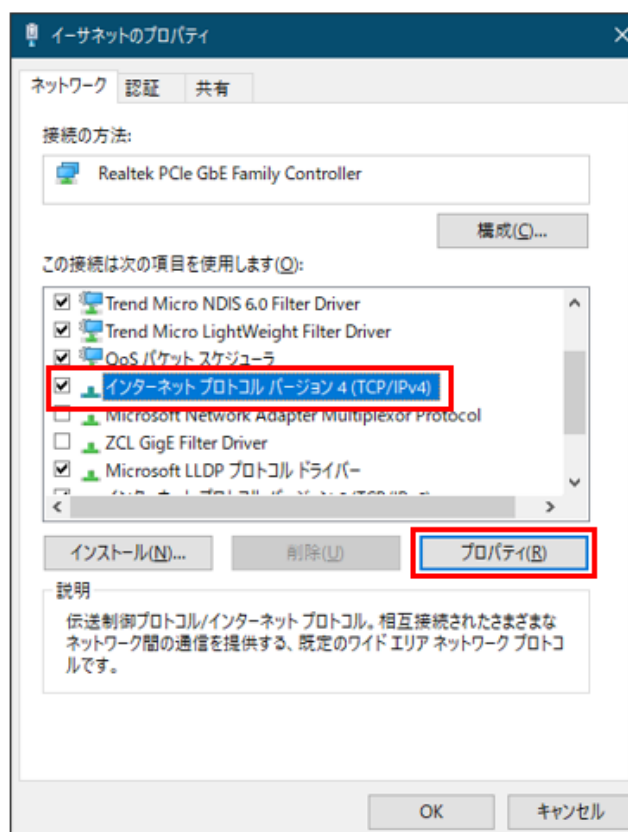 イーサネットのプロパティ
ネットワーク 認証 共有
接続の方法:
Realtek PCIe GbE Family Controller
構成(C)...
この接続は次の項目を使用します(O):
Trend Micro NDIS 6.0 Filter Driver
Trend Micro LightWeight Filter Driver
QoS パケット スケジューラ
インターネット プロトコル バージョン 4 (TCP/IPv4)
Microsoft Network Adapter Multiplexor Protocol
ZCL GigE Filter Driver
Microsoft LLDP プロトコル ドライバー
インストール(N)... 削除(U) プロパティ(R)
説明
伝送制御プロトコル/インターネット プロトコル。相互接続されたさまざまな
ネットワーク間の通信を提供する、既定のワイド エリア ネットワーク プロトコ
ルです。
OK キャンセル